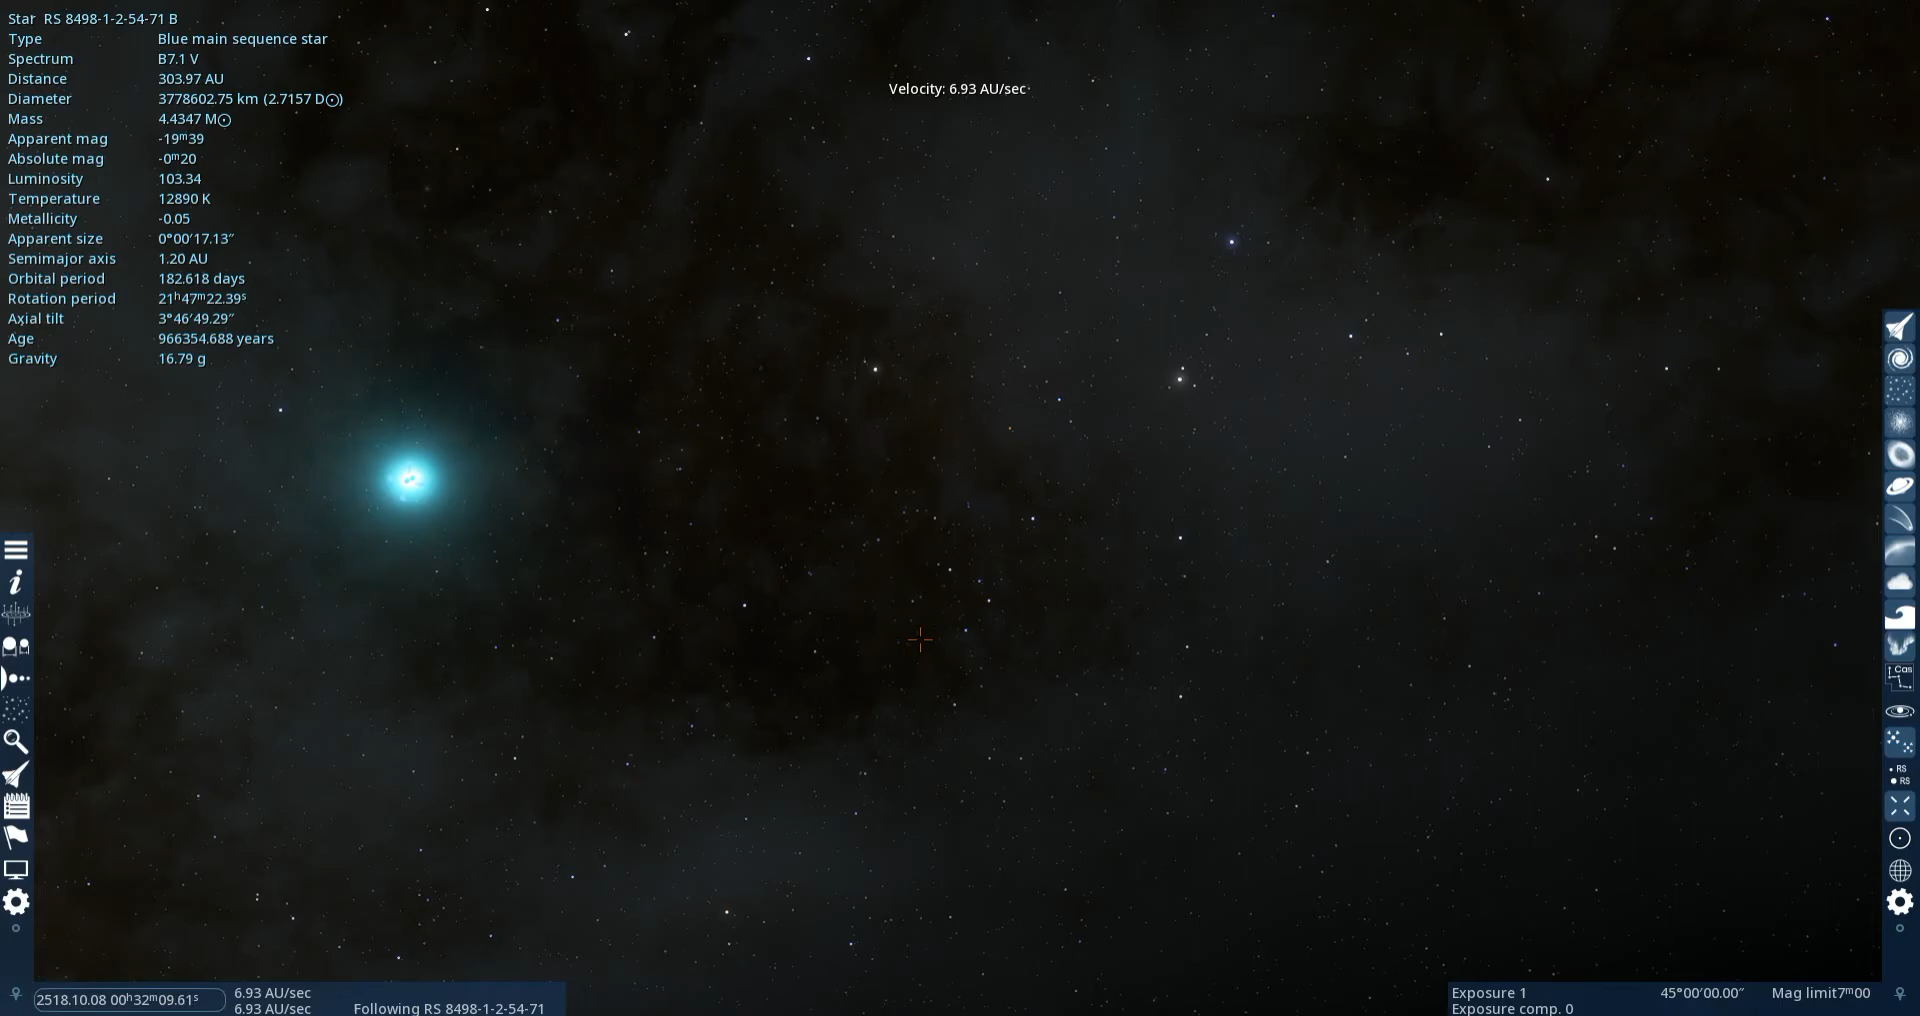 Star RS 8498-1-2-54-71 B
Type Blue main sequence star
Spectrum B7.1 V
Distance 303.97 AU
Diameter 3778602.75 km (2.7157 D☉)
Mass 4.4347 M☉
Apparent mag -19ᵐ39
Absolute mag -0ᵐ20
Luminosity 103.34
Temperature 12890 K
Metallicity -0.05
Apparent size 0°00′17.13″
Semimajor axis 1.20 AU
Orbital period 182.618 days
Rotation period 21ʰ47ᵐ22.39ˢ
Axial tilt 3°46′49.29″
Age 966354.688 years
Gravity 16.79 g
Velocity: 6.93 AU/sec
Cas
RS
RS
2518.10.08 00ʰ32ᵐ09.61ˢ
6.93 AU/sec
6.93 AU/sec
Following RS 8498-1-2-54-71
Exposure 1
Exposure comp. 0
45°00′00.00″
Mag limit7ᵐ00